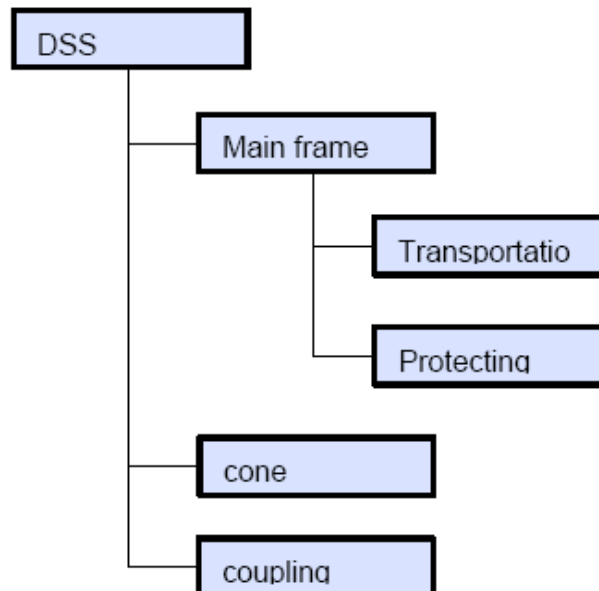 DSS
Main frame
Transportatio
Protecting
cone
coupling